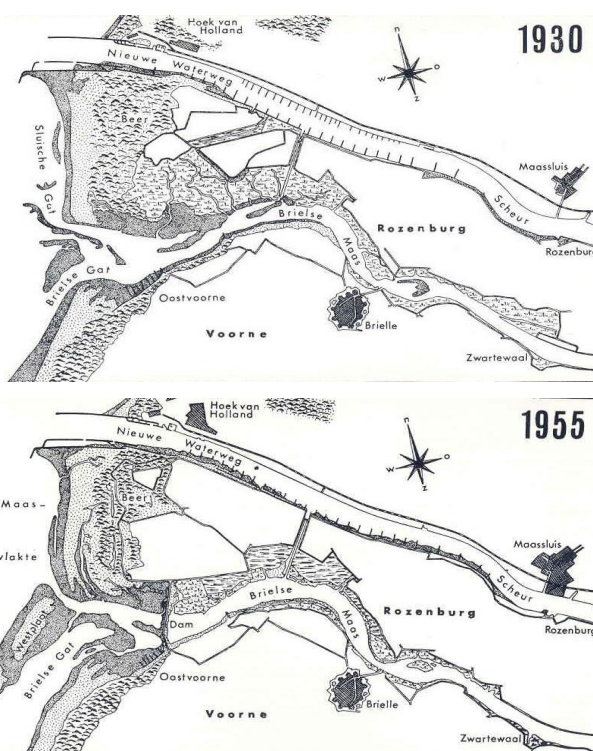 1930
Hoek van
Holland
Nieuwe Waterweg
n
w
o
z
Beer
Sluische Gat
Maassluis
Scheur
Rozenburg
Brielse Maas
Rozenburg
Brielse Gat
Oostvoorne
Voorne
Brielle
Zwartewaal
1955
Hoek van
Holland
Nieuwe Waterweg
n
w
o
z
Beer
Maas-
vlakte
Maassluis
Scheur
Brielse Maas
Rozenburg
Rozenburg
Westplaat
Dam
Brielse Gat
Oostvoorne
Voorne
Brielle
Zwartewaal